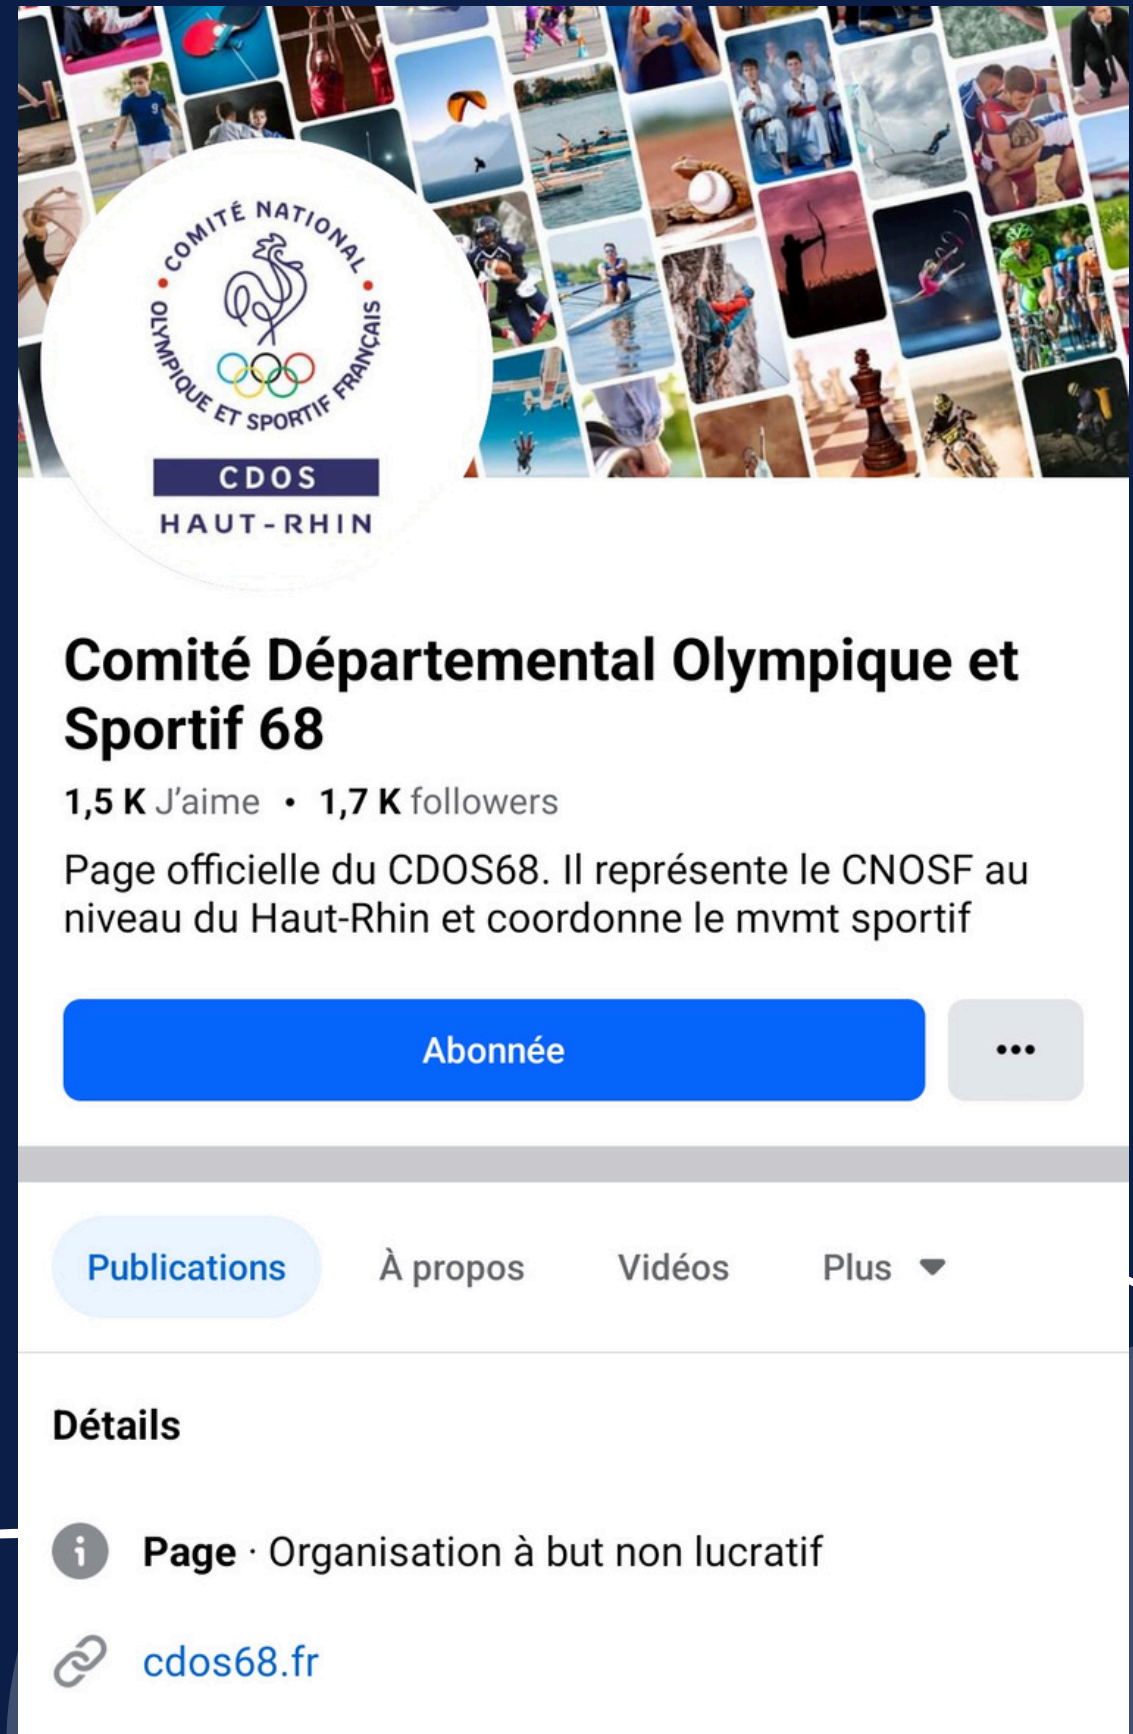 COMITÉ NATIONAL
OLYMPIQUE ET SPORTIF FRANÇAIS
CDOS
HAUT-RHIN
Comité Départemental Olympique et
Sportif 68
1,5 K J'aime • 1,7 K followers
Page officielle du CDOS68. Il représente le CNOSF au
niveau du Haut-Rhin et coordonne le mvmt sportif
Abonnée
Publications À propos Vidéos Plus
Détails
Page · Organisation à but non lucratif
cdos68.fr